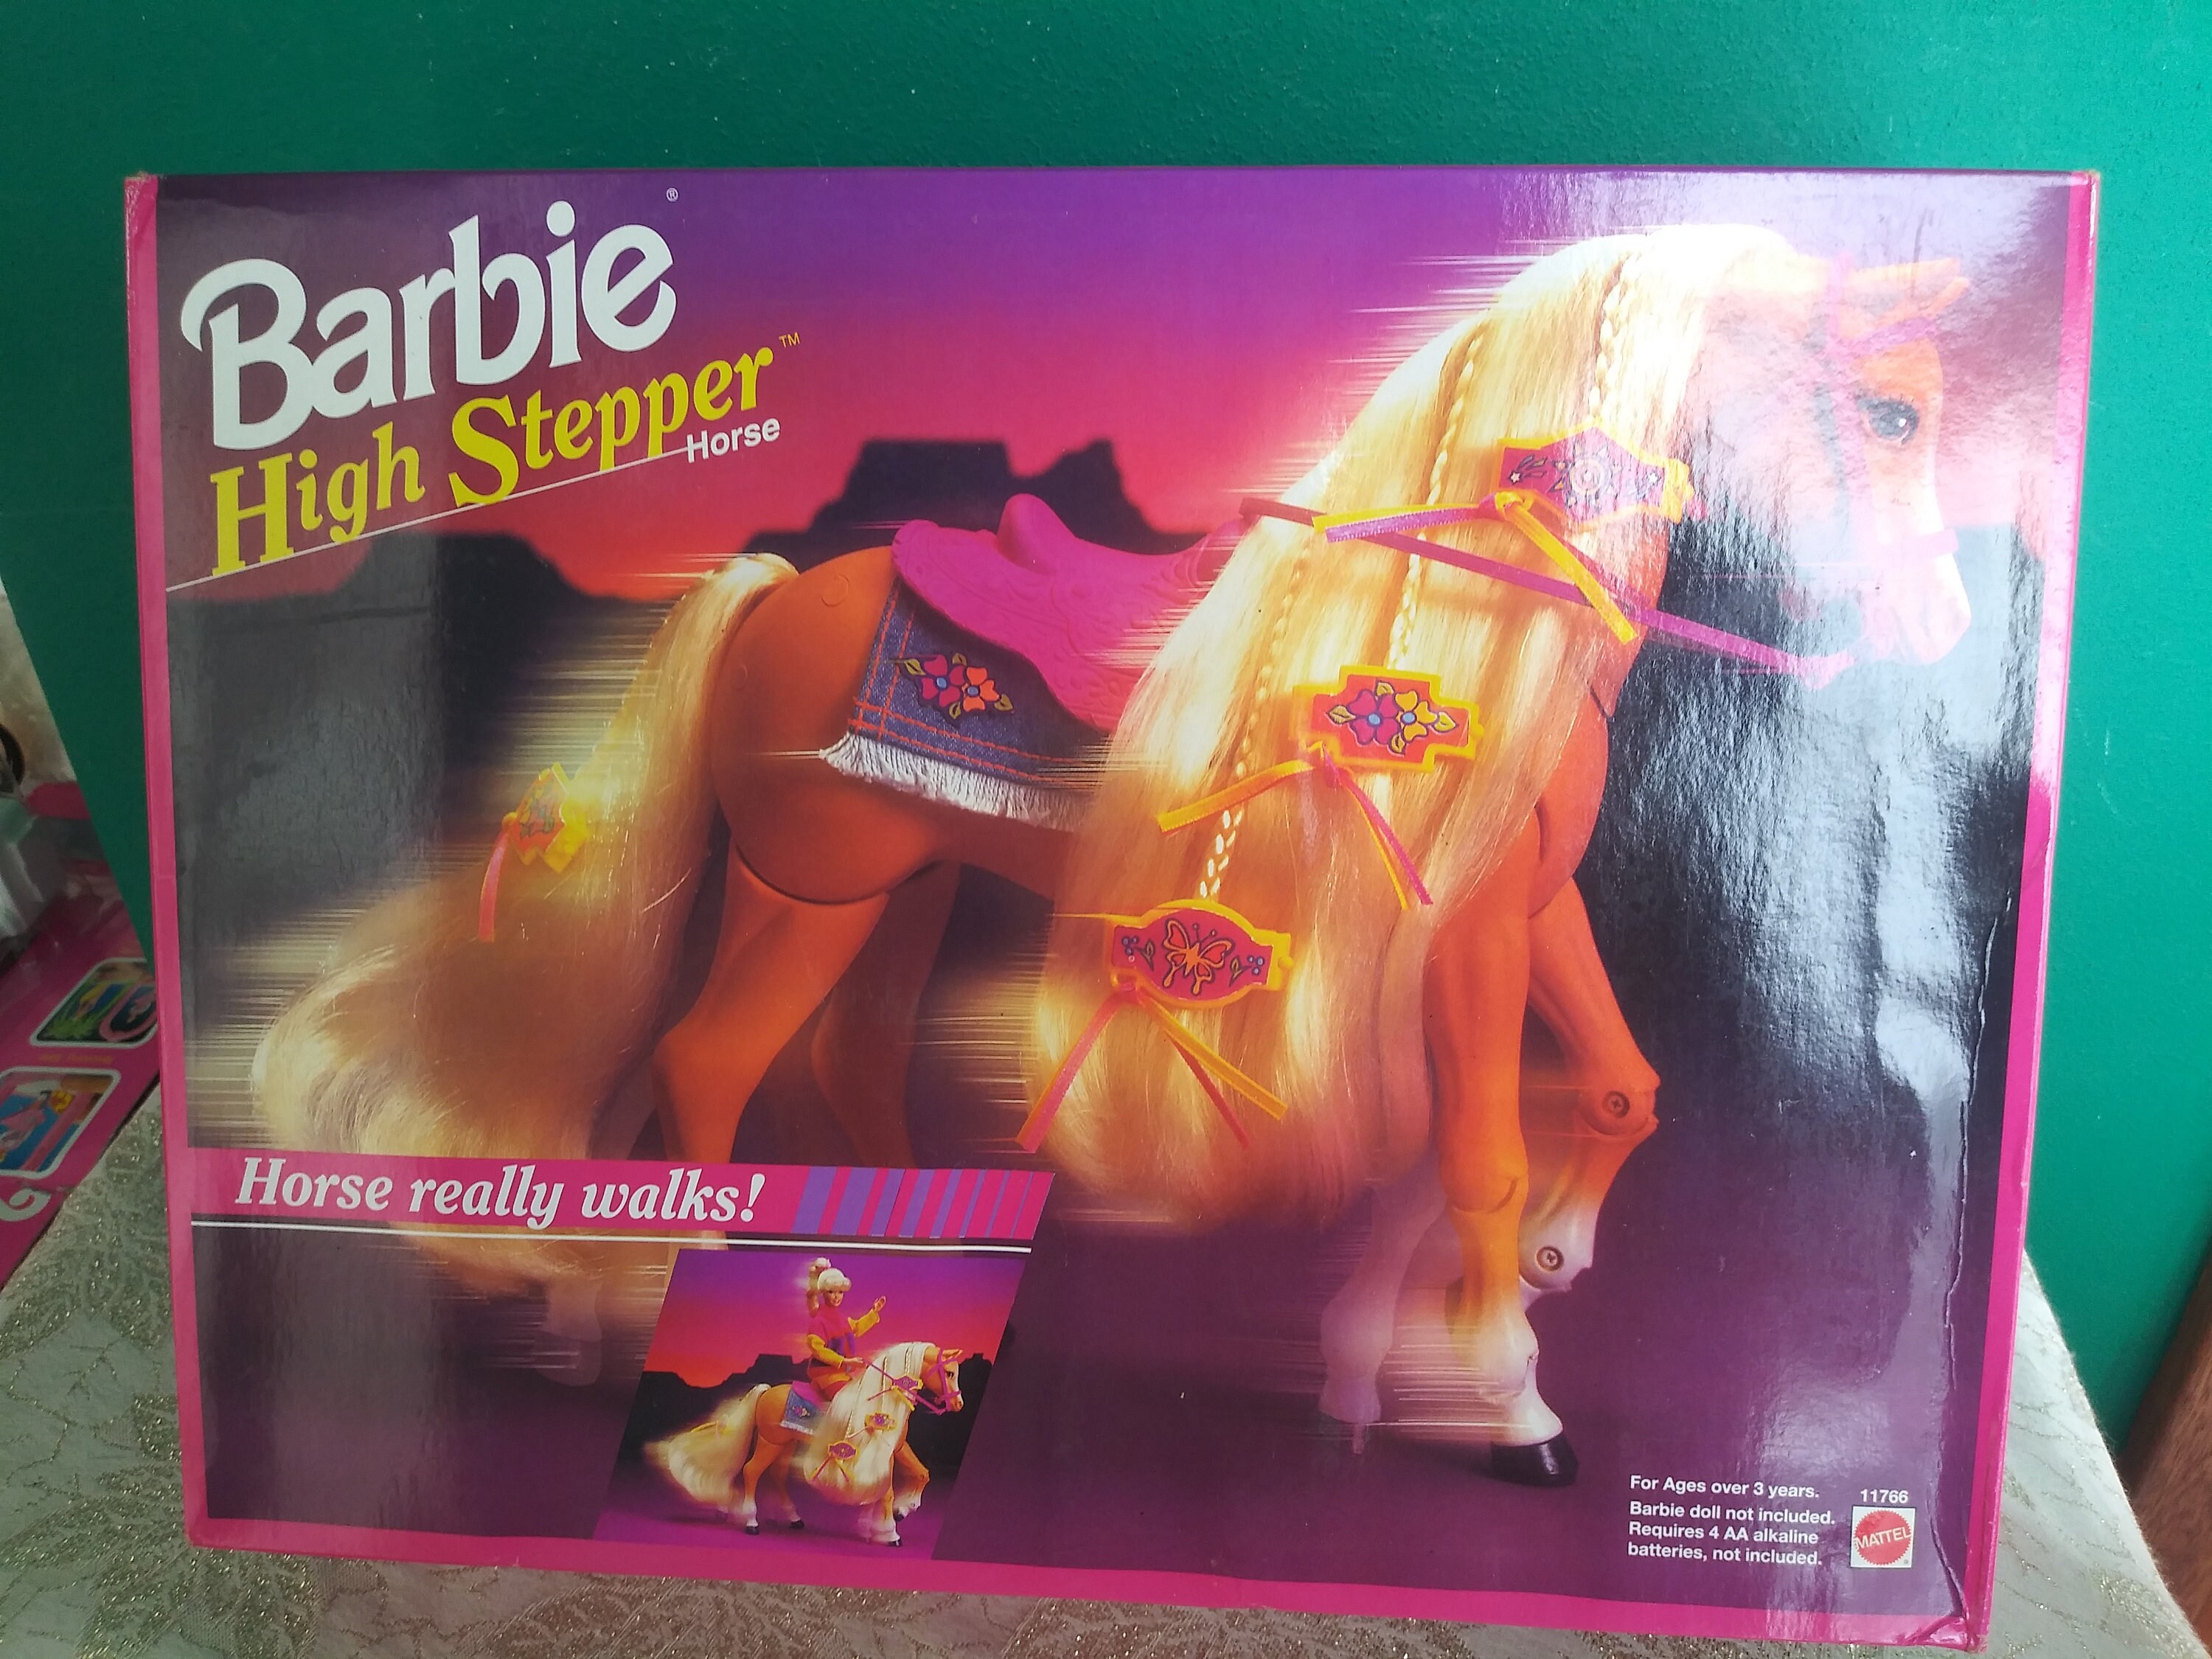 Barbie®
High Stepper™
Horse
Horse really walks!
For Ages over 3 years.
Barbie doll not included.
Requires 4 AA alkaline
batteries, not included.
11766
MATTEL®